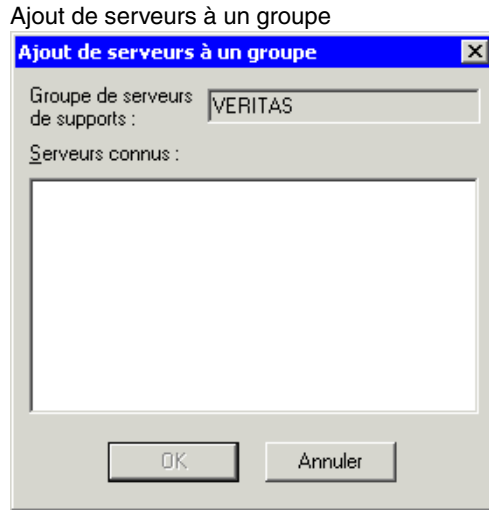 Ajout de serveurs à un groupe
Ajout de serveurs à un groupe
Groupe de serveurs
de supports :
VERITAS
Serveurs connus :
OK
Annuler